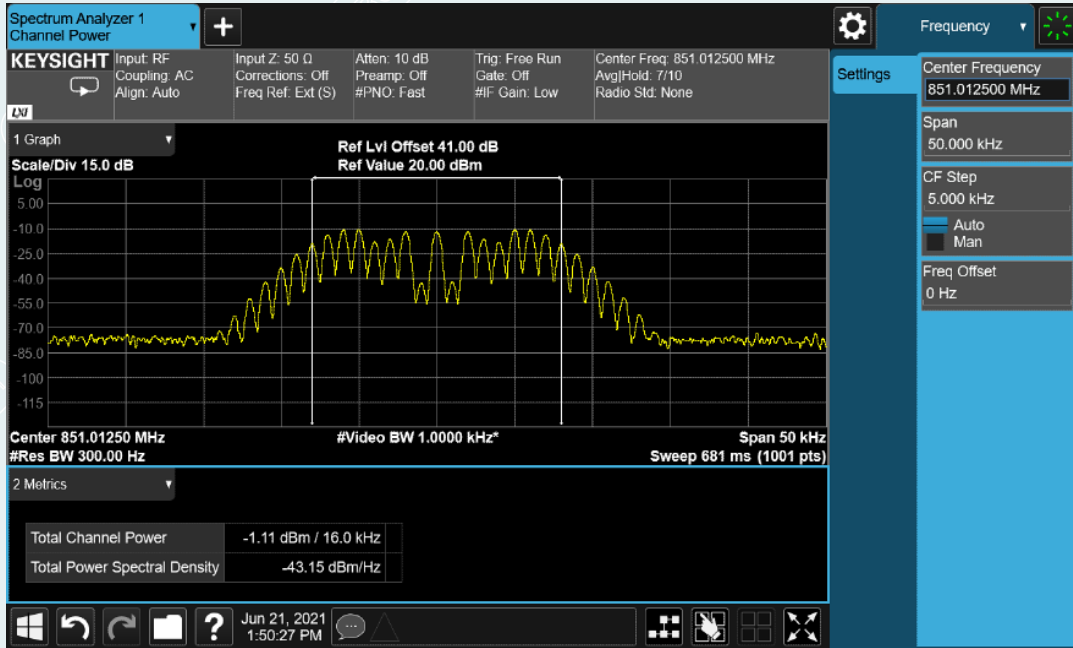 Spectrum Analyzer 1
Channel Power
+
Frequency
KEYSIGHT
LXI
Input: RF
Coupling: AC
Align: Auto
Input Z: 50 Ω
Corrections: Off
Freq Ref: Ext (S)
Atten: 10 dB
Preamp: Off
#PNO: Fast
Trig: Free Run
Gate: Off
#IF Gain: Low
Center Freq: 851.012500 MHz
Avg|Hold: 7/10
Radio Std: None
Settings
Center Frequency
851.012500 MHz
Span
50.000 kHz
CF Step
5.000 kHz
Auto
Man
Freq Offset
0 Hz
1 Graph
Scale/Div 15.0 dB
Ref Lvl Offset 41.00 dB
Ref Value 20.00 dBm
Log
5.00
-10.0
-25.0
-40.0
-55.0
-70.0
-85.0
-100
-115
Center 851.01250 MHz
#Video BW 1.0000 kHz*
Span 50 kHz
#Res BW 300.00 Hz
Sweep 681 ms (1001 pts)
2 Metrics
Total Channel Power -1.11 dBm / 16.0 kHz
Total Power Spectral Density -43.15 dBm/Hz
?
Jun 21, 2021
1:50:27 PM